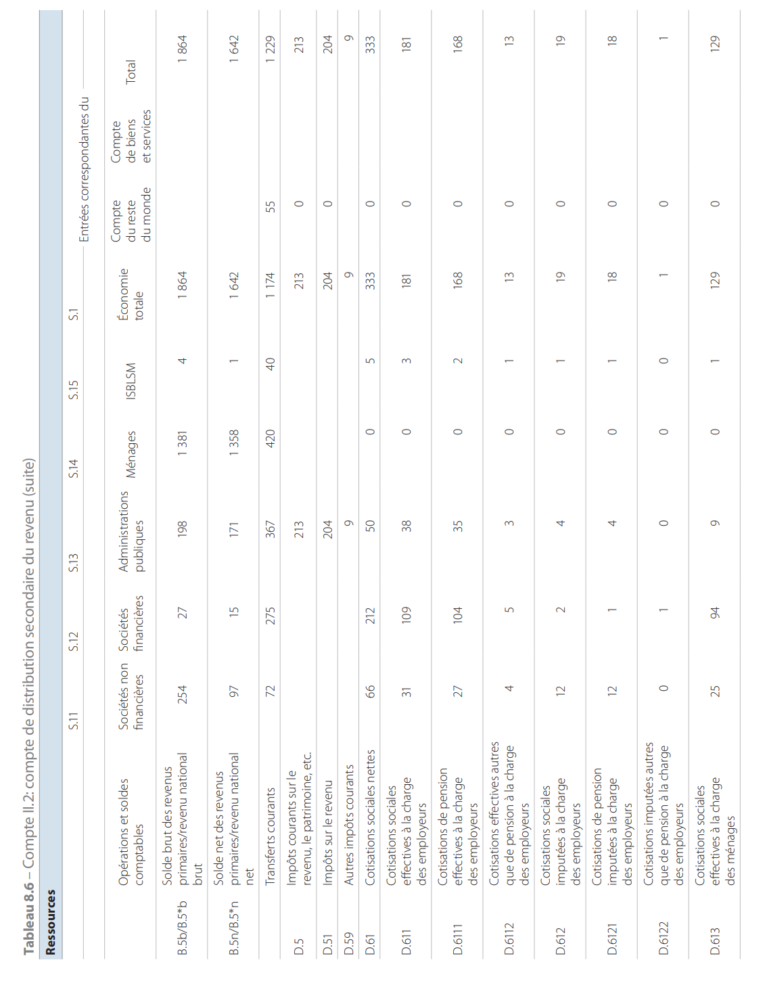 Tableau 8.6 – Compte II.2: compte de distribution secondaire du revenu (suite)
Ressources
S.11 S.12 S.13 S.14 S.15 S.1 Entrées correspondantes du
Opérations et soldes comptables Sociétés non financières Sociétés financières Administrations publiques Ménages ISBLSM Économie totale Compte du reste du monde Compte de biens et services Total
B.5b/B.5*b Solde brut des revenus primaires/revenu national brut 254 27 198 1 381 4 1 864 1 864
B.5n/B.5*n Solde net des revenus primaires/revenu national net 97 15 171 1 358 1 1 642 1 642
Transferts courants 72 275 367 420 40 1 174 55 1 229
D.5 Impôts courants sur le revenu, le patrimoine, etc. 213 213 0 213
D.51 Impôts sur le revenu 204 204 0 204
D.59 Autres impôts courants 9 9 9
D.61 Cotisations sociales nettes 66 212 50 0 5 333 0 333
D.611 Cotisations sociales effectives à la charge des employeurs 31 109 38 0 3 181 0 181
D.6111 Cotisations de pension effectives à la charge des employeurs 27 104 35 0 2 168 0 168
D.6112 Cotisations effectives autres que de pension à la charge des employeurs 4 5 3 0 1 13 0 13
D.612 Cotisations sociales imputées à la charge des employeurs 12 2 4 0 1 19 0 19
D.6121 Cotisations de pension imputées à la charge des employeurs 12 1 4 0 1 18 0 18
D.6122 Cotisations imputées autres que de pension à la charge des employeurs 0 1 0 0 0 1 0 1
D.613 Cotisations sociales effectives à la charge des ménages 25 94 9 0 1 129 0 129